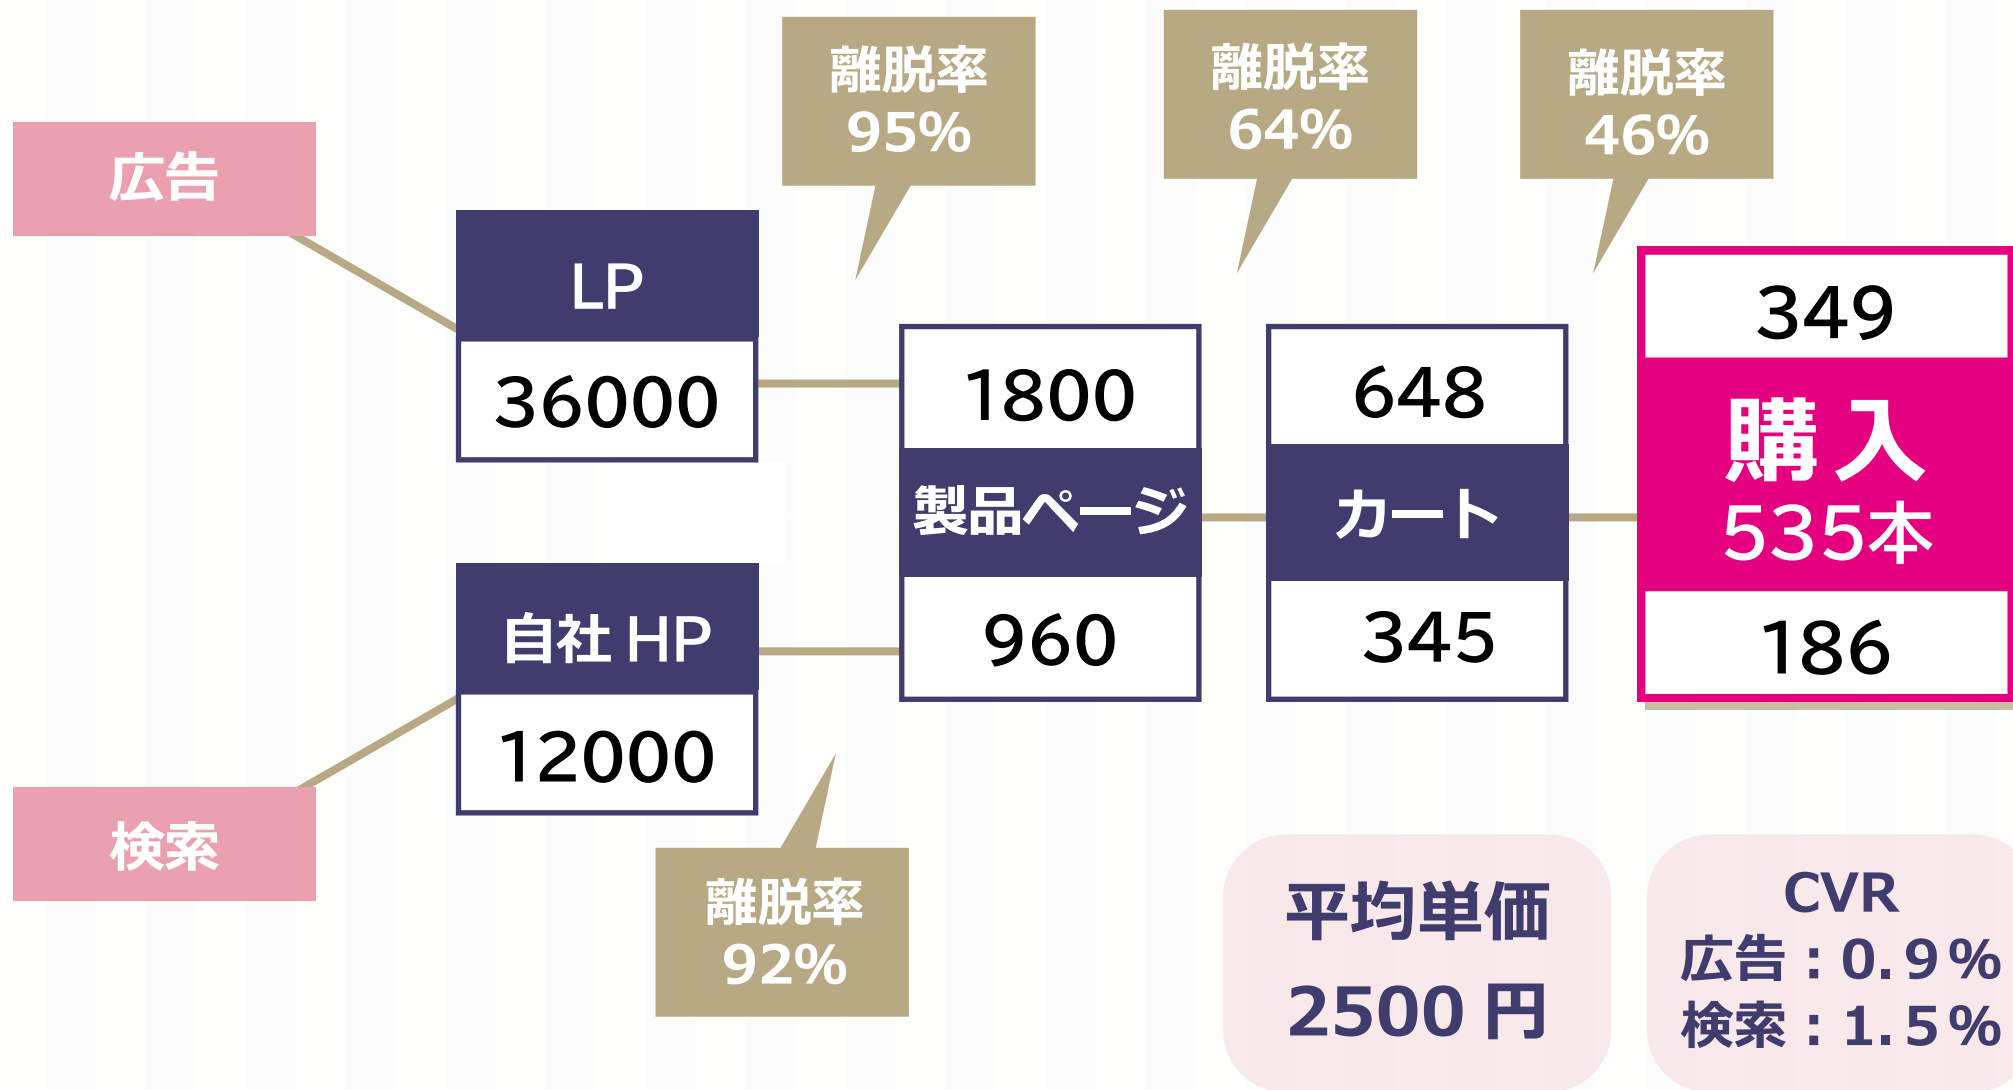 離脱率
95%
離脱率
64%
離脱率
46%
広告
LP
36000
1800
製品ページ
960
648
カート
345
349
購入
535本
186
自社 HP
12000
検索
離脱率
92%
平均単価
2500 円
CVR
広告：0.9%
検索：1.5%